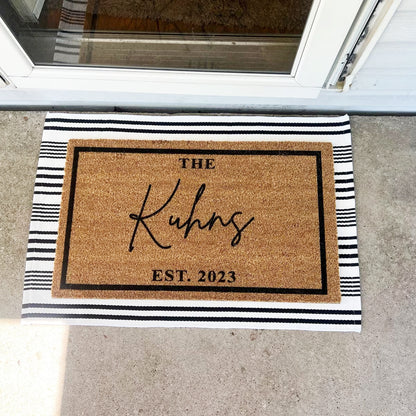 THE
Kuhns
EST. 2023